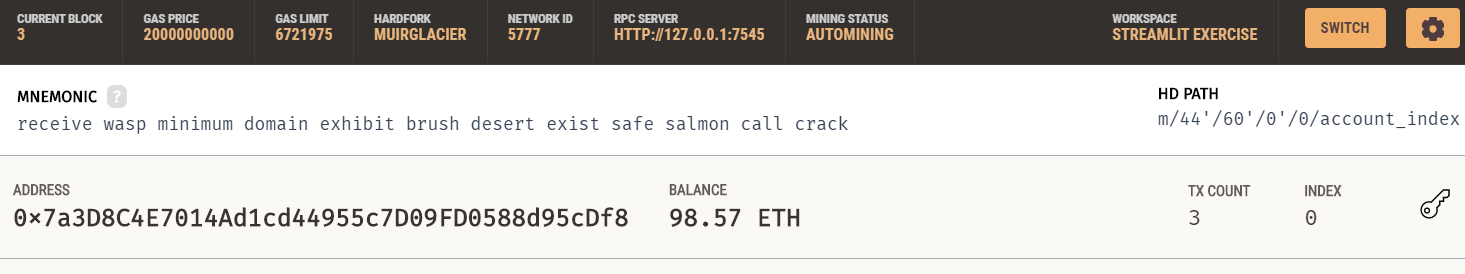 CURRENT BLOCK GAS PRICE GAS LIMIT HARDFORK NETWORK ID RPC SERVER MINING STATUS WORKSPACE
3 20000000000 6721975 MUIRGLACIER 5777 HTTP://127.0.0.1:7545 AUTOMINING STREMLIT EXERCISE SWITCH
MNEMONIC ? HD PATH
receive wasp minimum domain exhibit brush desert exist safe salmon call crack m/44'/60'/0'/0/account_index
ADDRESS BALANCE TX COUNT INDEX
0x7a3D8C4E7014Ad1cd44955c7D09FD0588d95cDf8 98.57 ETH 3 0